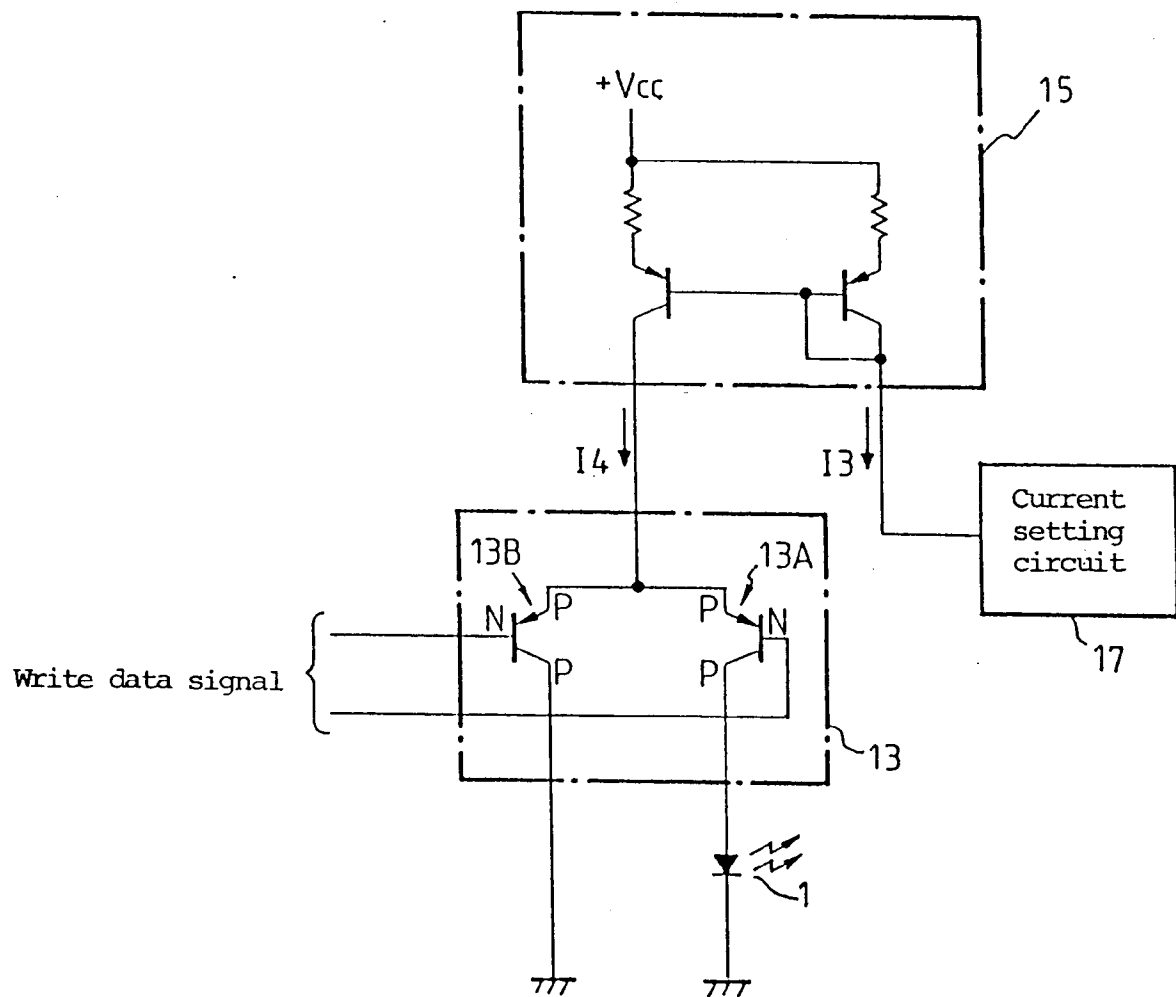 +Vcc
15
I4
I3
Current
setting
circuit
17
13B
13A
N
P
P
N
P
P
Write data signal
13
1